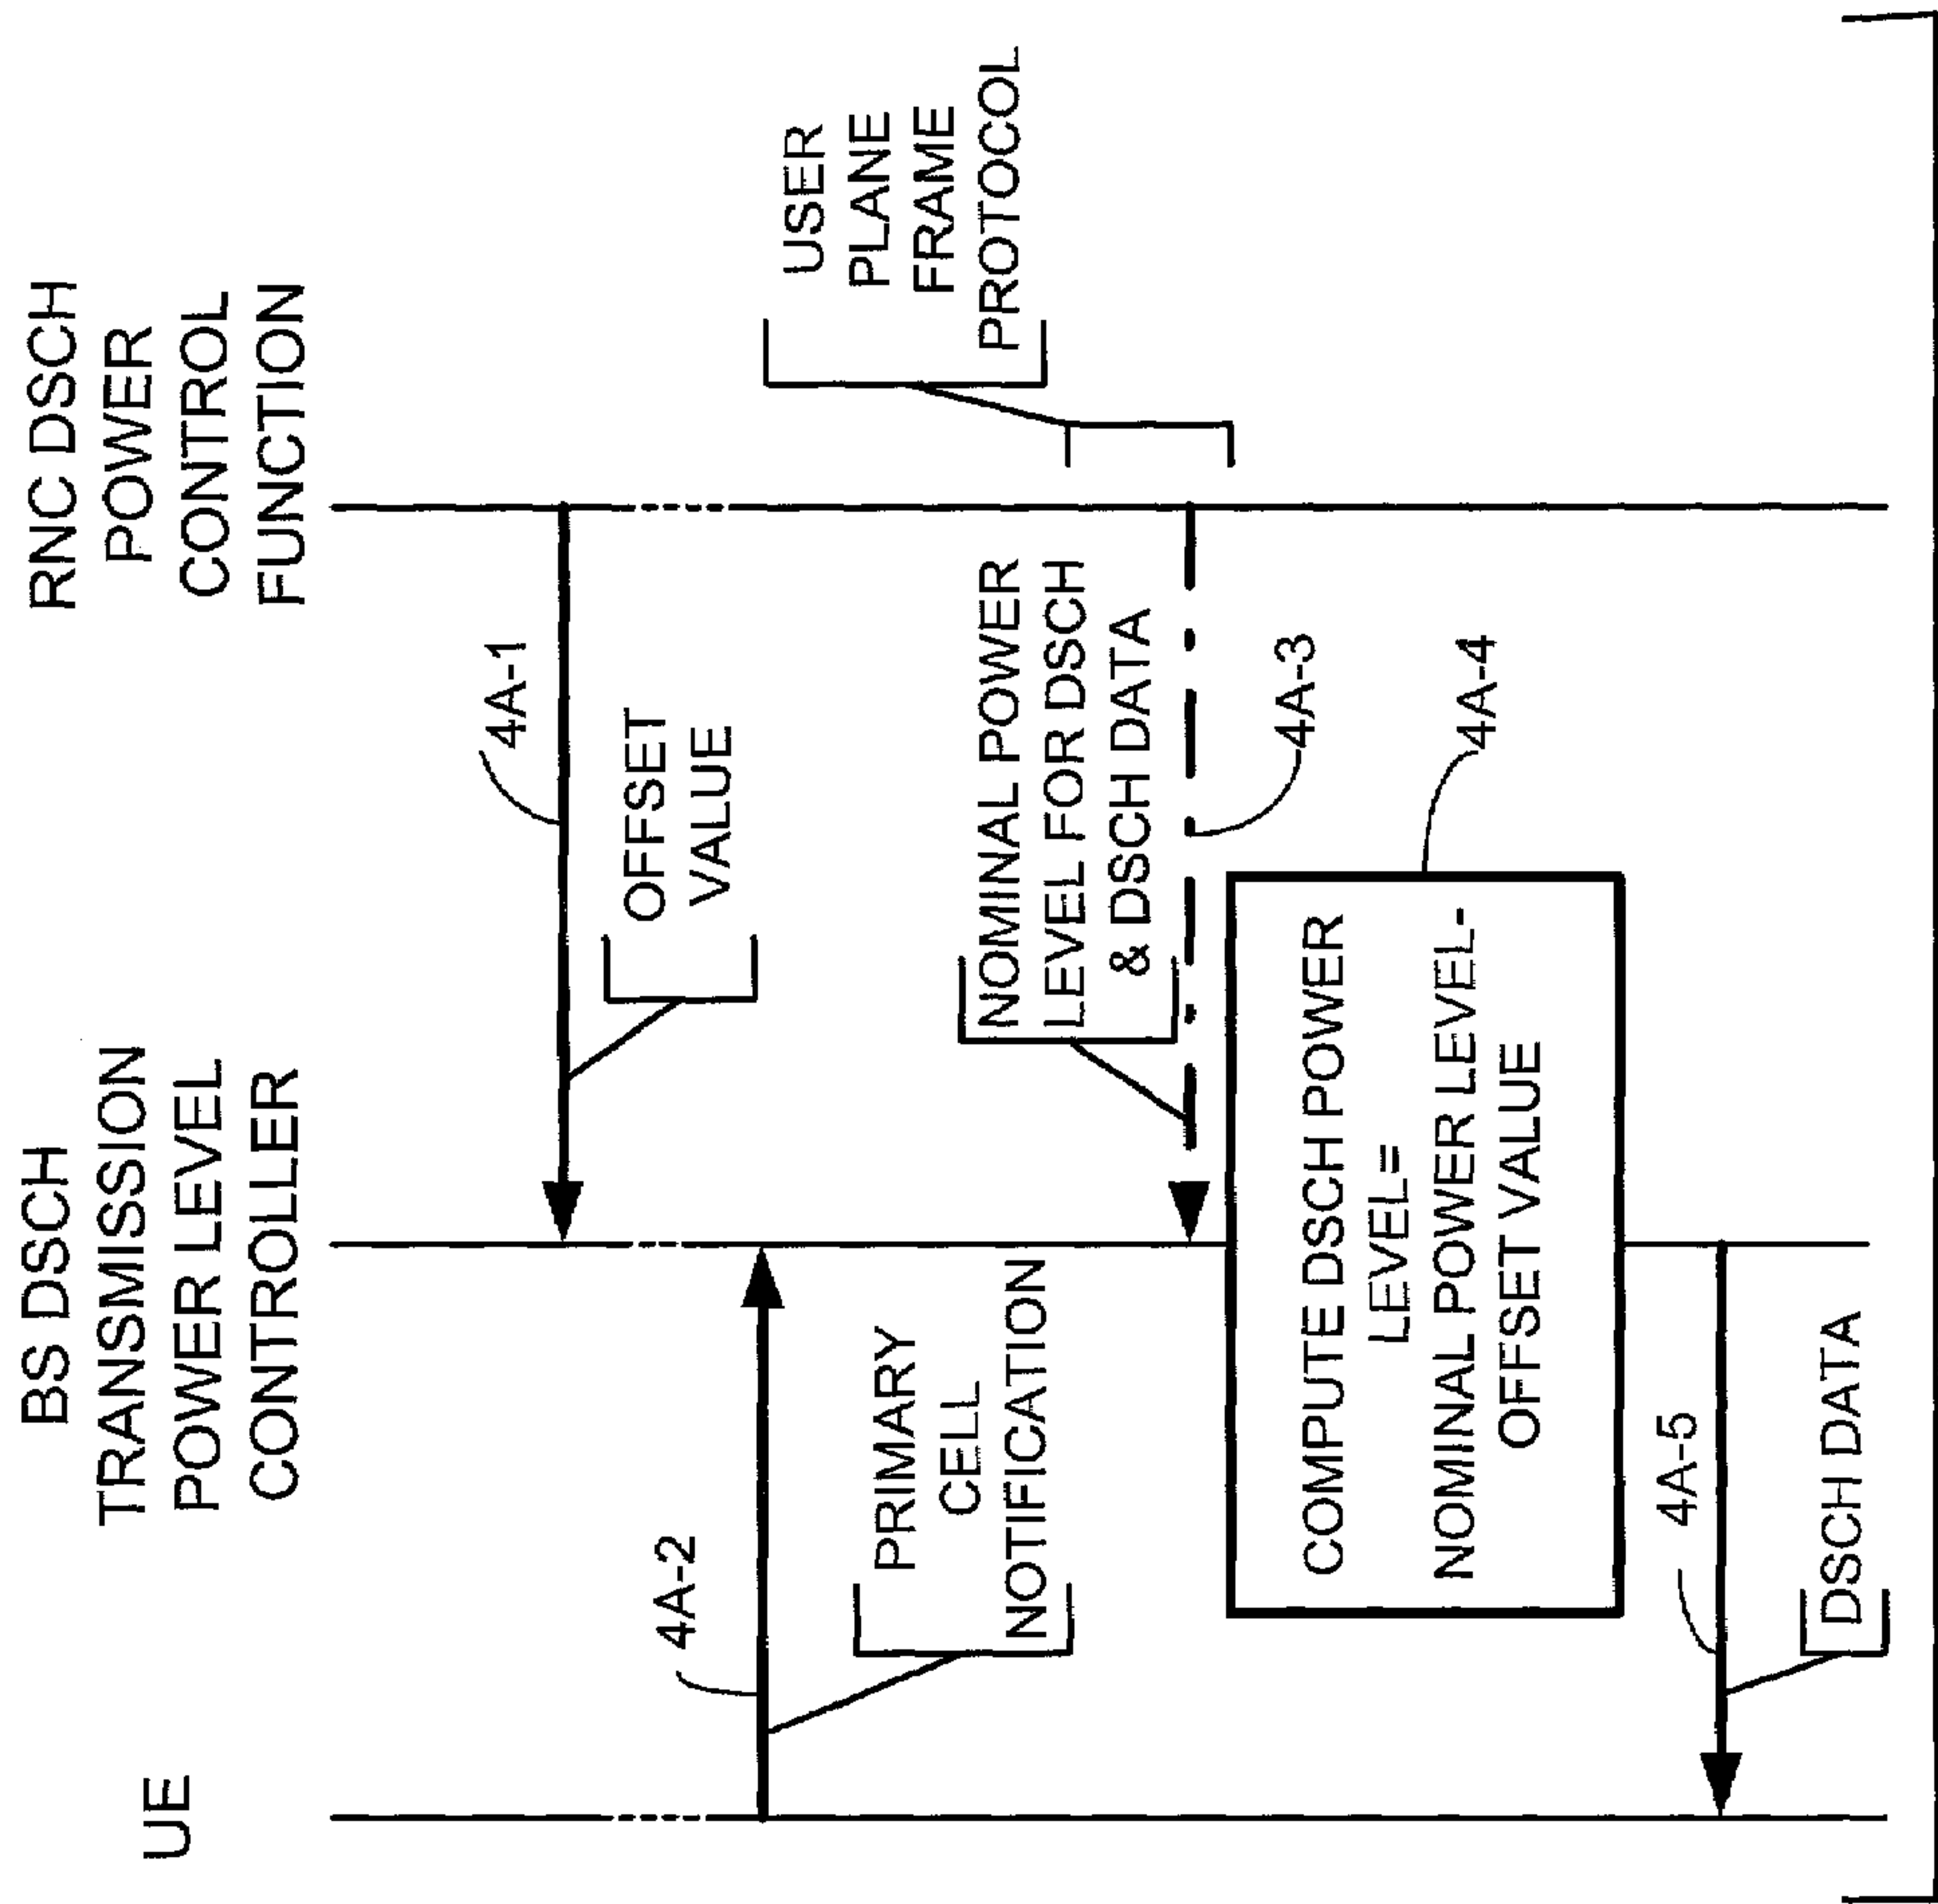 UE
BS DSCH
TRANSMISSION
POWER LEVEL
CONTROLLER
RNC DSCH
POWER
CONTROL
FUNCTION
4A-1
OFFSET
VALUE
4A-2
PRIMARY
CELL
NOTIFICATION
USER
PLANE
FRAME
PROTOCOL
NOMINAL POWER
LEVEL FOR DSCH
& DSCH DATA
4A-3
COMPUTE DSCH POWER
LEVEL=
NOMINAL POWER LEVEL-
OFFSET VALUE
4A-4
4A-5
DSCH DATA